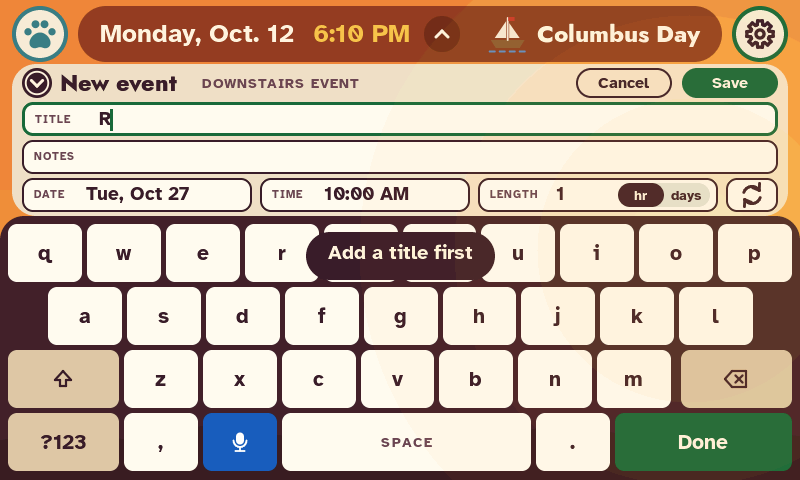 Monday, Oct. 12 6:10 PM Columbus Day
New event DOWNSTAIRS EVENT Cancel Save
TITLE R
NOTES
DATE Tue, Oct 27 TIME 10:00 AM LENGTH 1 hr days
q w e r u i o p
Add a title first
a s d f g h j k l
z x c v b n m
?123 , SPACE . Done